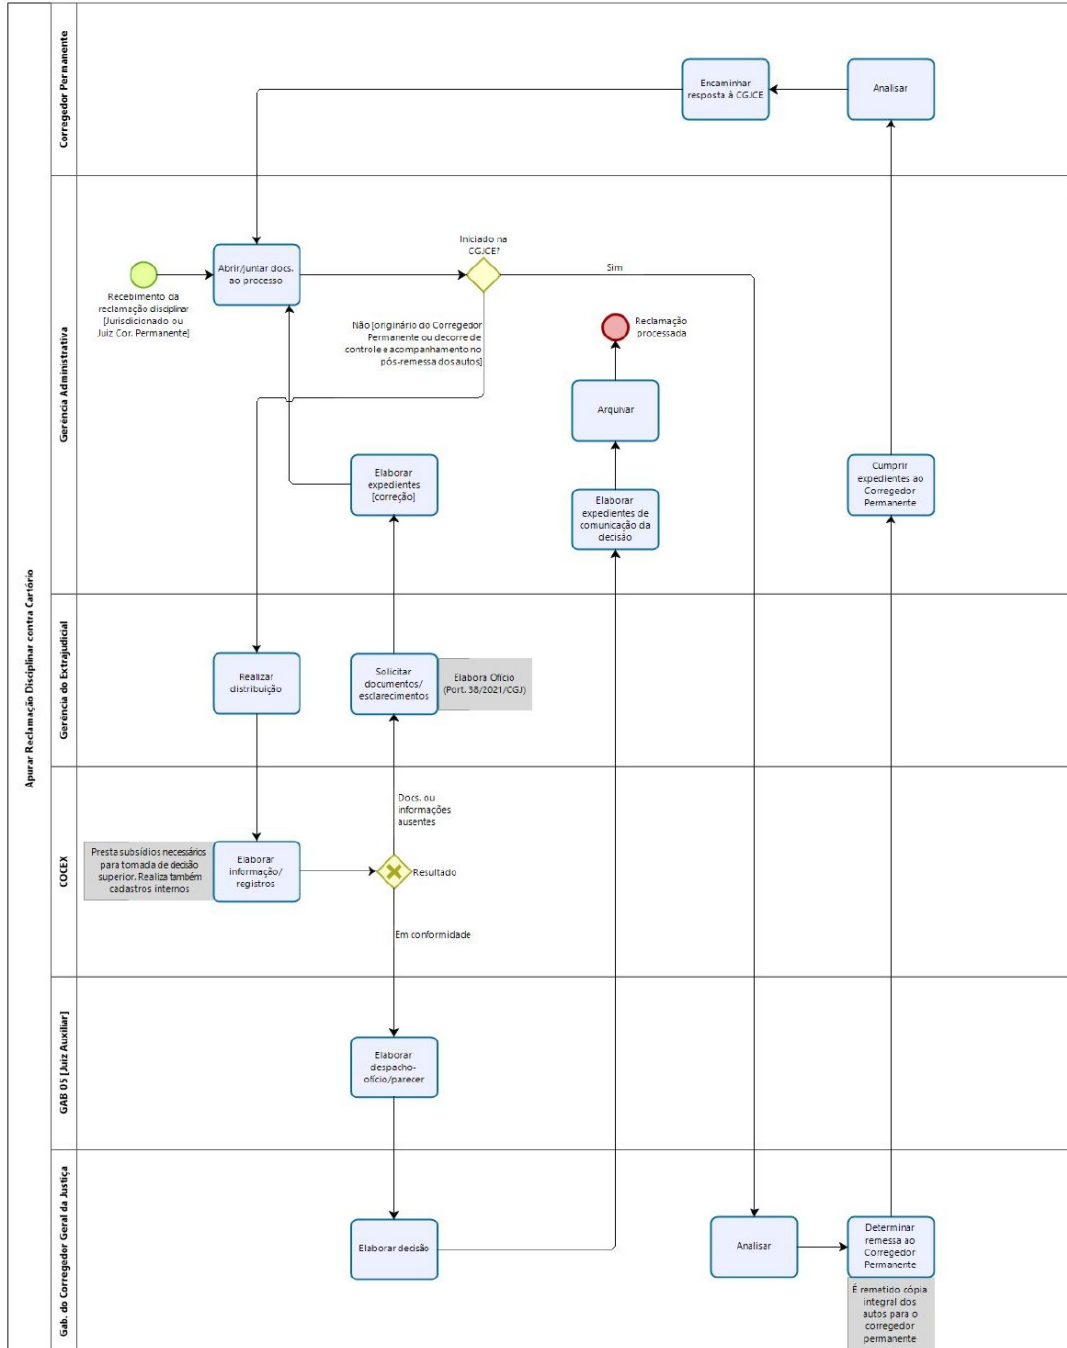 Apurar Reclamação Disciplinar contra Cartório
Corregedor Permanente
Encaminhar
resposta à CGJCE
Analisar
Gerência Administrativa
Recebimento da
reclamação disciplinar
[Jurisdicionado ou
Juiz Cor. Permanente]
Abrir/juntar docs.
ao processo
Iniciado na
CGJCE?
Sim
Não [originário do Corregedor
Permanente ou decorre de
controle e acompanhamento no
pós-remessa dos autos]
Reclamação
processada
Arquivar
Elaborar
expedientes
[correção]
Elaborar
expedientes de
comunicação da
decisão
Cumprir
expedientes ao
Corregedor
Permanente
Gerência do Extrajudicial
Realizar
distribuição
Solicitar
documentos/
esclarecimentos
Elabora Ofício
(Port. 38/2021/CGJ)
COCEX
Docs. ou
informações
ausentes
Presta subsídios necessários
para tomada de decisão
superior. Realiza também
cadastros internos
Elaborar
informação/
registros
Resultado
Em conformidade
GAB 05 [Juiz Auxiliar]
Elaborar
despacho-
ofício/parecer
Gab. do Corregedor Geral da Justiça
Elaborar decisão
Analisar
Determinar
remessa ao
Corregedor
Permanente
É remetido cópia
integral dos
autos para o
corregedor
permanente